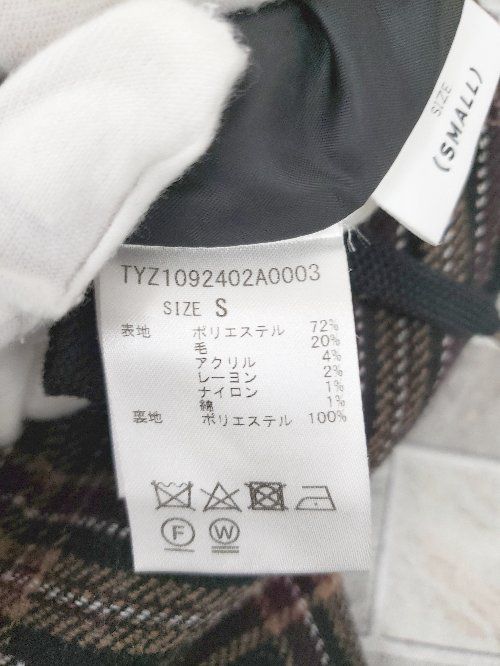 SIZE
(SMALL)
TYZ1092402A0003
SIZE S
表地 ポリエステル 72%
毛 20%
アクリル 4%
レーヨン 2%
ナイロン 1%
綿 1%
裏地 ポリエステル 100%
F W